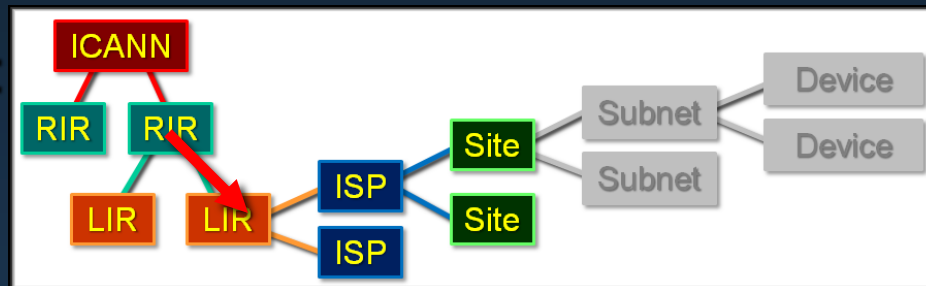 ICANN
RIR
RIR
LIR
LIR
ISP
ISP
Site
Site
Subnet
Subnet
Device
Device